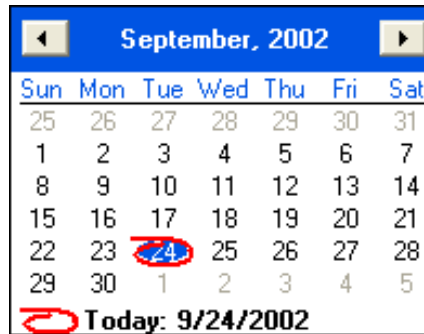 September, 2002
Sun Mon Tue Wed Thu Fri Sat
25 26 27 28 29 30 31
1 2 3 4 5 6 7
8 9 10 11 12 13 14
15 16 17 18 19 20 21
22 23 24 25 26 27 28
29 30 1 2 3 4 5
Today: 9/24/2002